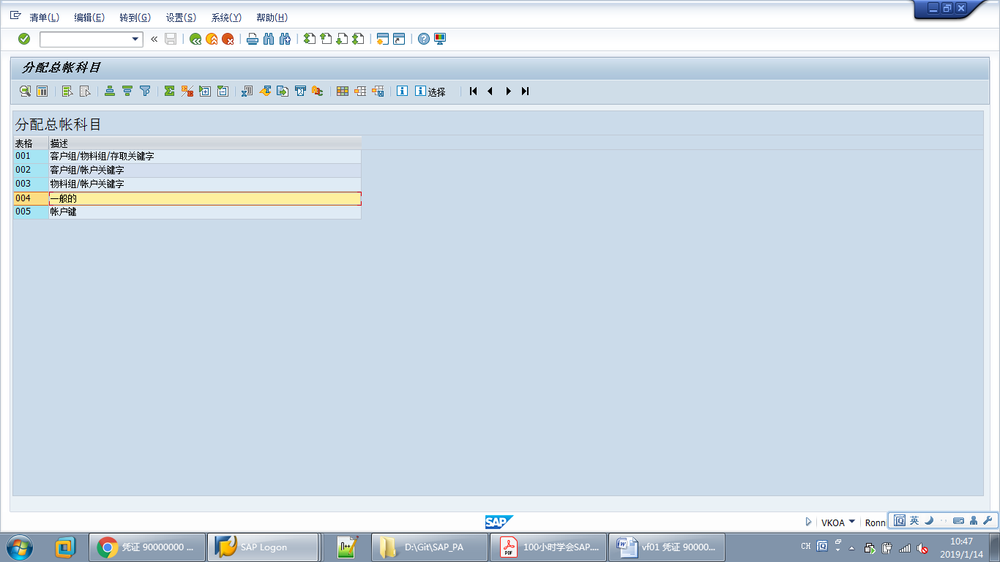 清单(L) 编辑(E) 转到(G) 设置(S) 系统(Y) 帮助(H)
分配总帐科目
选择
分配总帐科目
表格 描述
001 客户组/物料组/存取关键字
002 客户组/帐户关键字
003 物料组/帐户关键字
004 一般的
005 帐户键
SAP
VKOA Ronn
英
凭证 90000000 ...
SAP Logon
D:\Git\SAP_PA
100小时学会SAP....
vf01 凭证 90000...
CH
10:47
2019/1/14